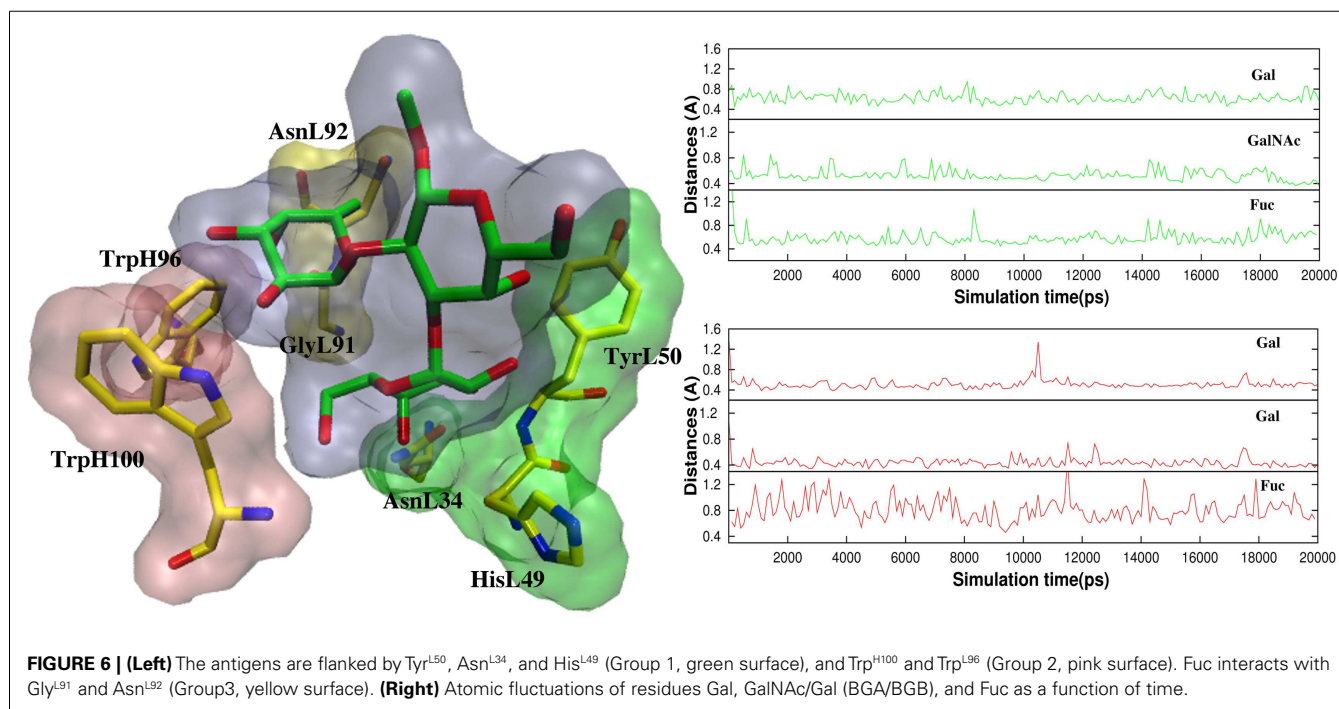 AsnL92
TrpH96
GlyL91
TyrL50
TrpH100
AsnL34
HisL49
1.6
1.2
0.8
0.4
Gal
1.2
0.8
0.4
GalNAc
1.2
0.8
0.4
Fuc
Distances (A)
2000 4000 6000 8000 10000 12000 14000 16000 18000 20000
Simulation time(ps)
1.6
1.2
0.8
0.4
Gal
1.2
0.8
0.4
Gal
1.2
0.8
0.4
Fuc
Distances (A)
2000 4000 6000 8000 10000 12000 14000 16000 18000 20000
Simulation time(ps)
FIGURE 6 | (Left) The antigens are flanked by Tyr^L50, Asn^L34, and His^L49 (Group 1, green surface), and Trp^H100 and Trp^L96 (Group 2, pink surface). Fuc interacts with
Gly^L91 and Asn^L92 (Group3, yellow surface). (Right) Atomic fluctuations of residues Gal, GalNAc/Gal (BGA/BGB), and Fuc as a function of time.